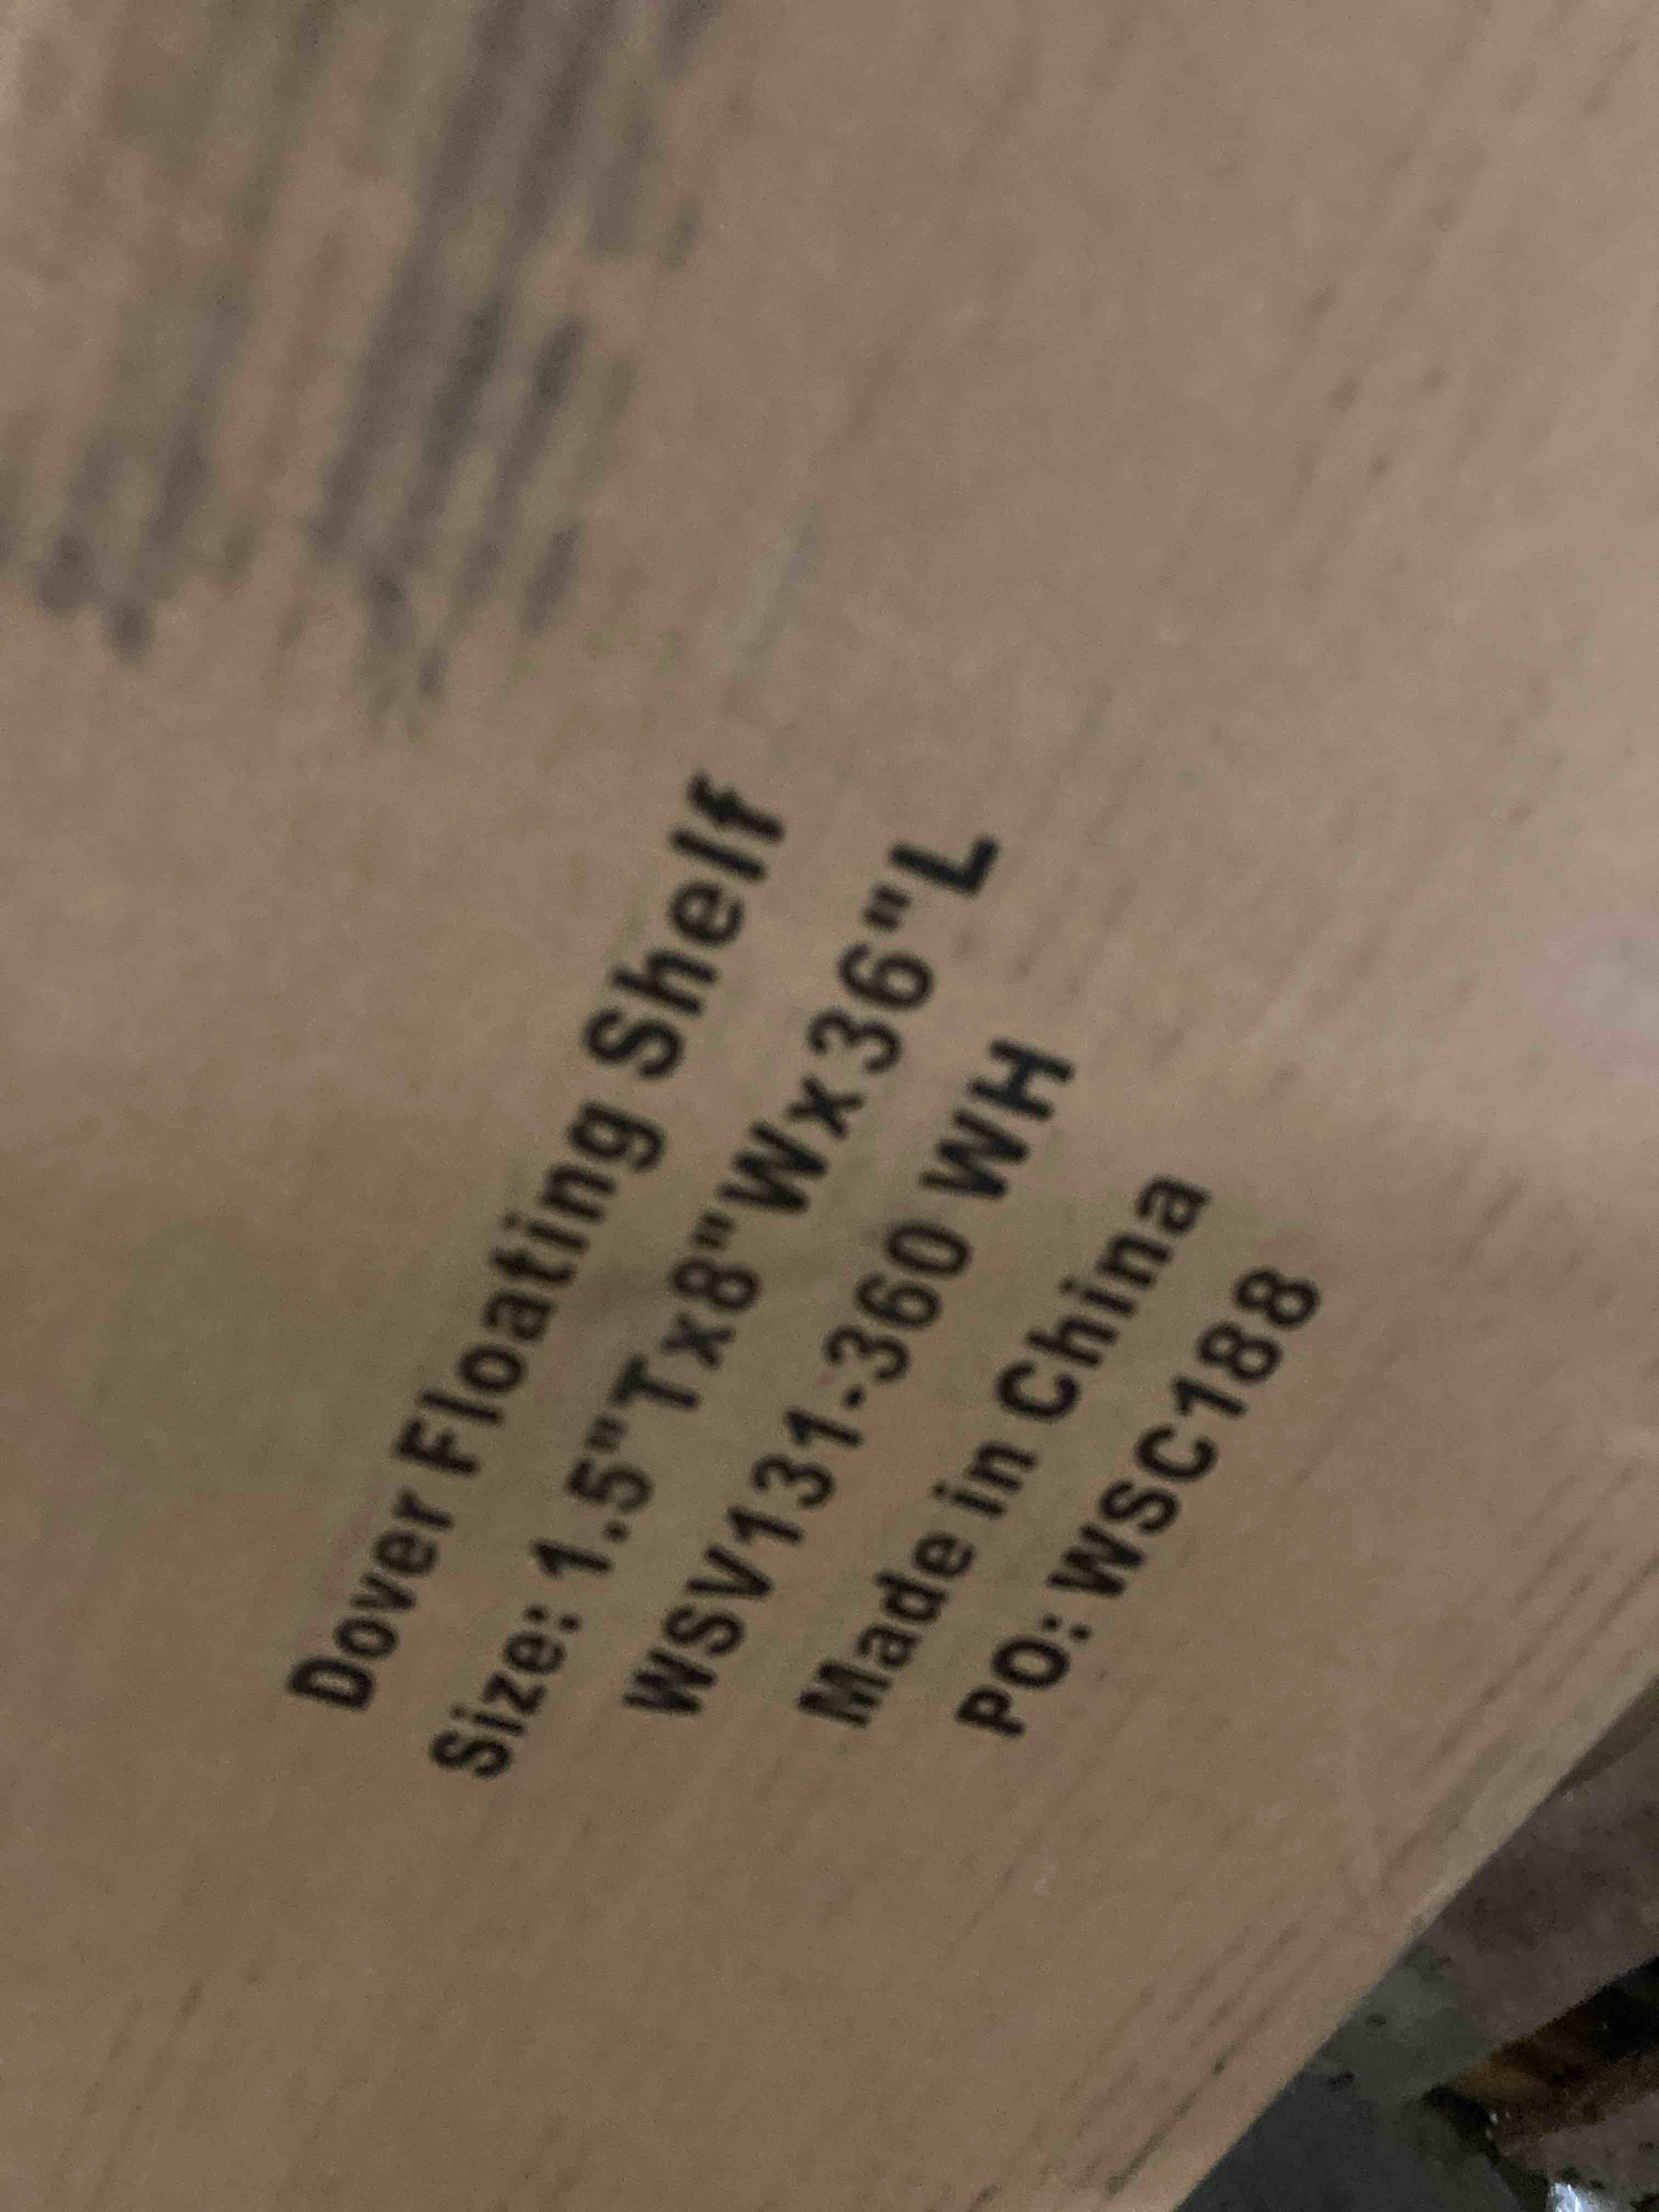 Dover Floating Shelf
Size: 1.5"Tx8"Wx36"L
WSV131-360 WH
Made in China
PO: WSC188